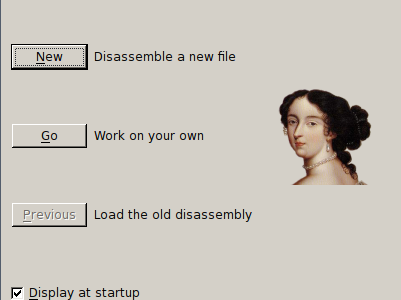 New Disassemble a new file
Go Work on your own
Previous Load the old disassembly
Display at startup